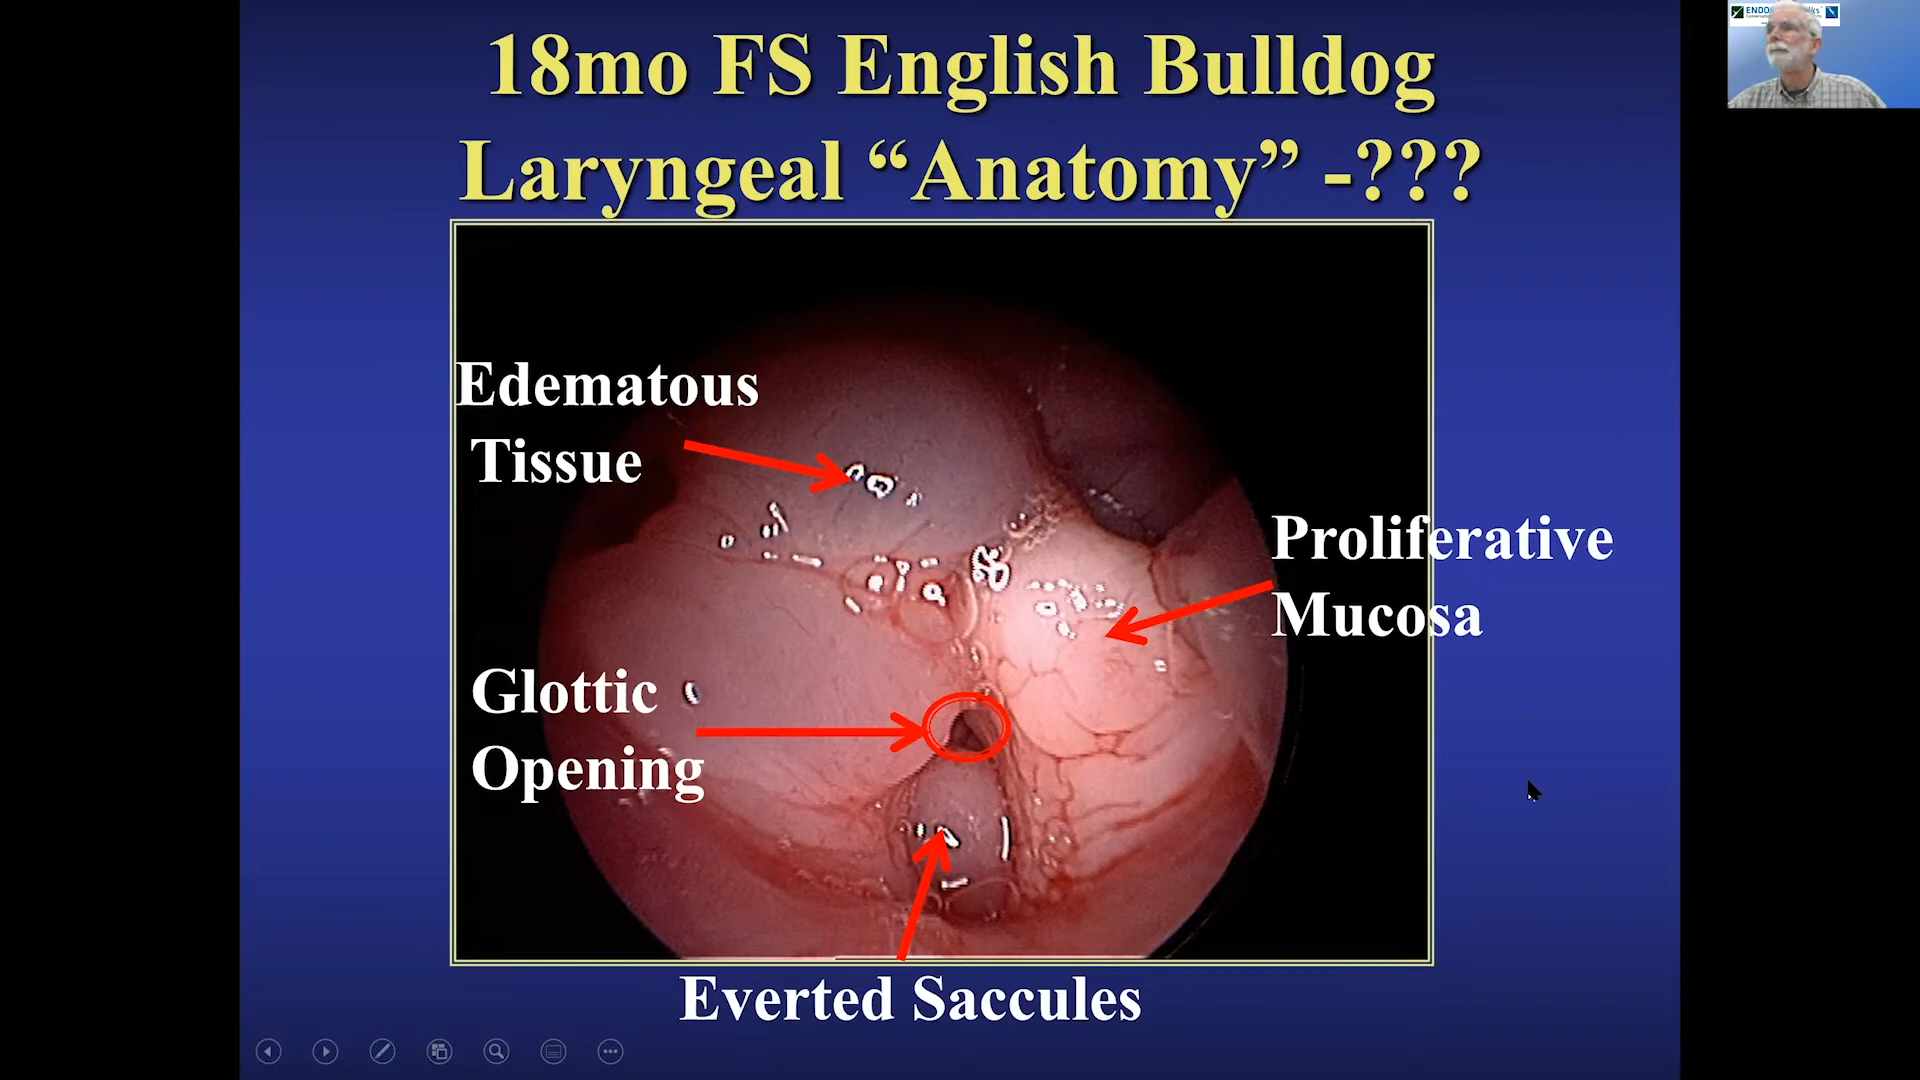 18mo FS English Bulldog
Laryngeal “Anatomy” -???
Edematous
Tissue
Proliferative
Mucosa
Glottic
Opening
Everted Saccules